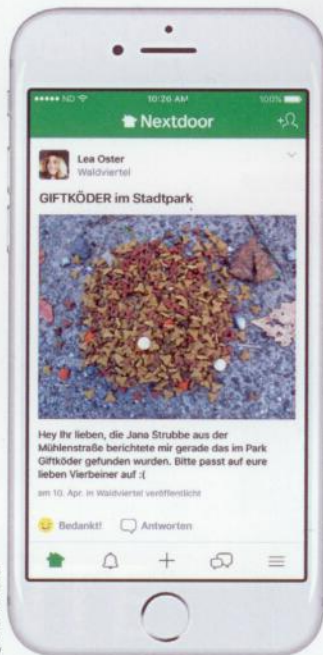 ND 10:26 AM 100%
Nextdoor
Lea Oster
Waldviertel
GIFTKÖDER im Stadtpark
Hey Ihr lieben, die Jana Strubbe aus der
Mühlenstraße berichtete mir gerade das im Park
Giftköder gefunden wurden. Bitte passt auf eure
lieben Vierbeiner auf :(
am 10. Apr. in Waldviertel veröffentlicht
Bedankt! Antworten